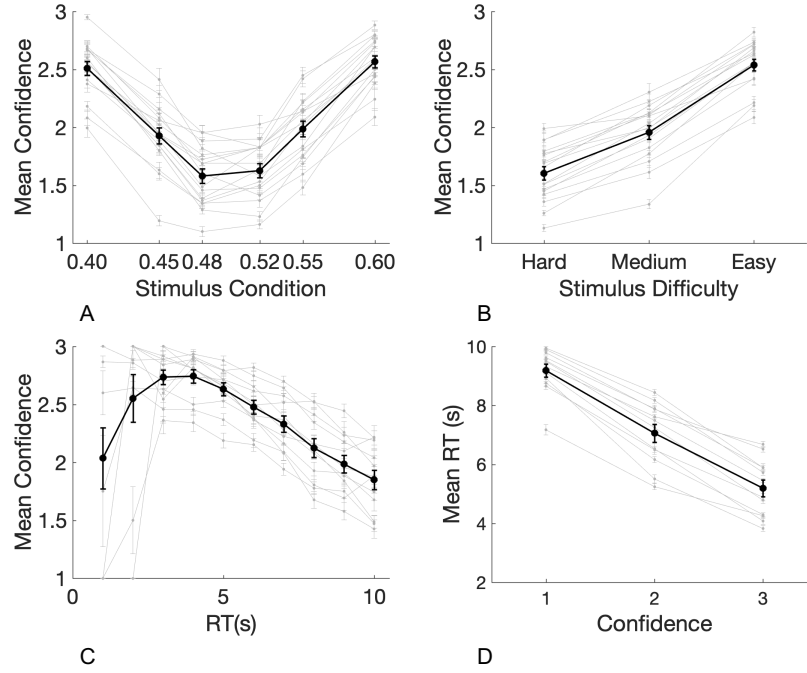 Mean Confidence
3
2.5
2
1.5
1
0.40 0.45 0.48 0.52 0.55 0.60
Stimulus Condition
A
Mean Confidence
3
2.5
2
1.5
1
Hard Medium Easy
Stimulus Difficulty
B
Mean Confidence
3
2.5
2
1.5
1
0 5 10
RT(s)
C
Mean RT (s)
10
8
6
4
2
1 2 3
Confidence
D